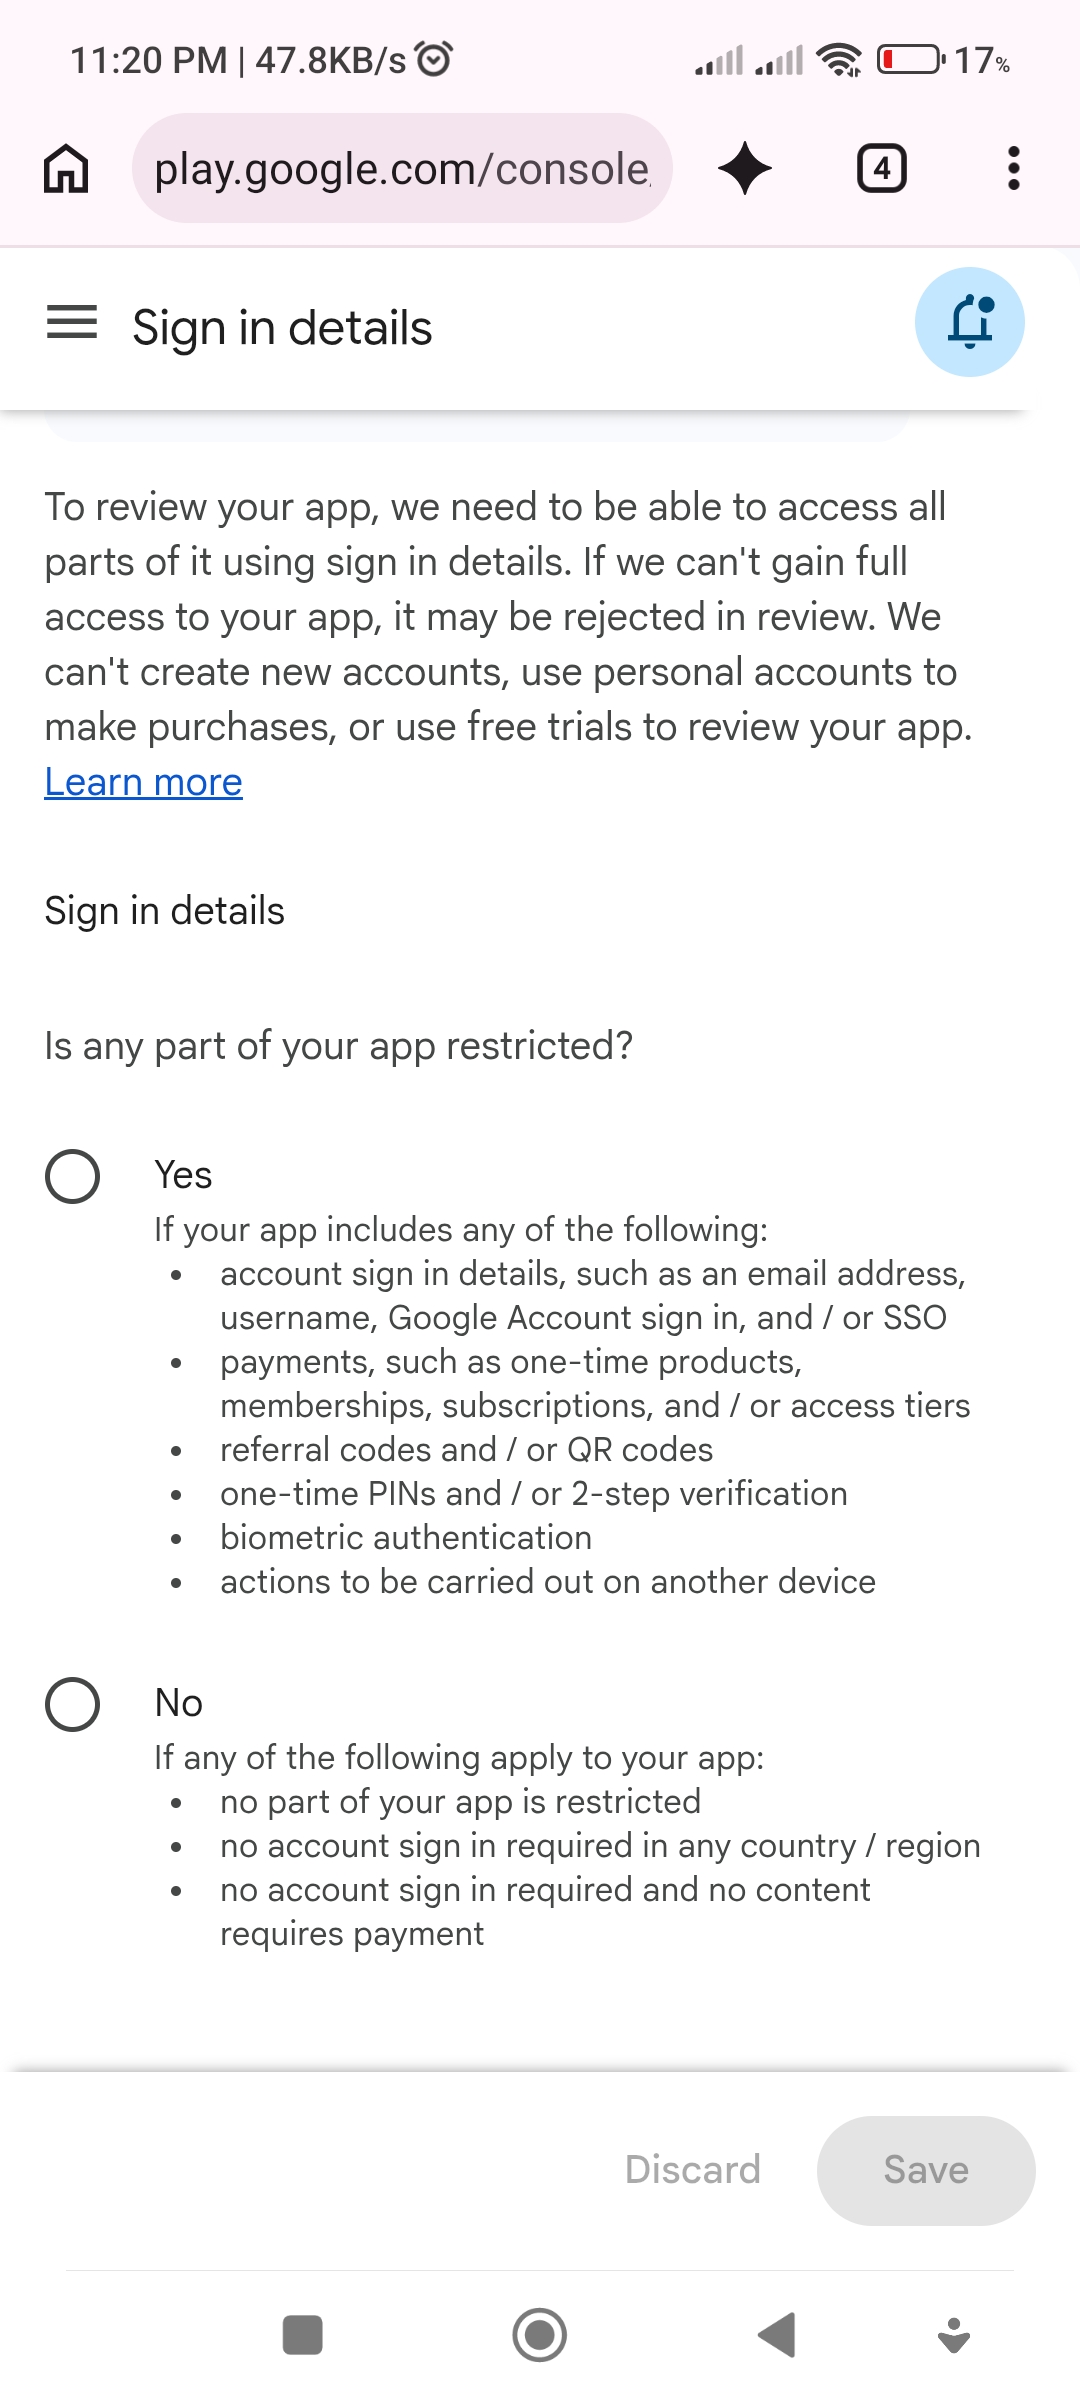 11:20 PM | 47.8KB/s
17%
play.google.com/console
4
Sign in details
To review your app, we need to be able to access all
parts of it using sign in details. If we can't gain full
access to your app, it may be rejected in review. We
can't create new accounts, use personal accounts to
make purchases, or use free trials to review your app.
Learn more
Sign in details
Is any part of your app restricted?
Yes
If your app includes any of the following:
• account sign in details, such as an email address,
username, Google Account sign in, and / or SSO
• payments, such as one-time products,
memberships, subscriptions, and / or access tiers
• referral codes and / or QR codes
• one-time PINs and / or 2-step verification
• biometric authentication
• actions to be carried out on another device
No
If any of the following apply to your app:
• no part of your app is restricted
• no account sign in required in any country / region
• no account sign in required and no content
requires payment
Discard
Save